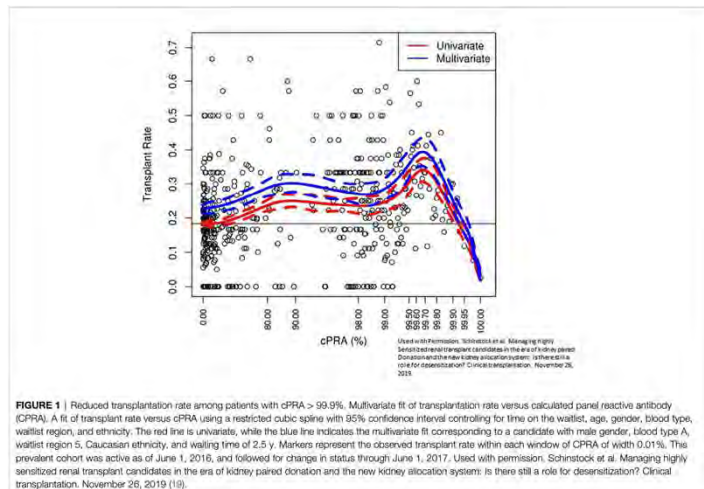 Univariate
Multivariate
Transplant Rate
0.7
0.6
0.5
0.4
0.3
0.2
0.1
0.0
0.00
80.00
90.00
98.00
99.00
99.50
99.60
99.70
99.80
99.90
99.95
100.00
cPRA (%)
Used with Permission. Schinstock et al. Managing highly
Sensitized renal transplant candidates in the era of kidney paired
Donation and the new kidney allocation system: Is there still a
role for desensitization? Clinical transplantation. November 26,
2019.
FIGURE 1 | Reduced transplantation rate among patients with cPRA > 99.9%. Multivariate fit of transplantation rate versus calculated panel reactive antibody
(CPRA). A fit of transplant rate versus cPRA using a restricted cubic spline with 95% confidence interval controlling for time on the waitlist, age, gender, blood type,
waitlist region, and ethnicity. The red line is univariate, while the blue line indicates the multivariate fit corresponding to a candidate with male gender, blood type A,
waitlist region 5, Caucasian ethnicity, and waiting time of 2.5 y. Markers represent the observed transplant rate within each window of CPRA of width 0.01%. This
prevalent cohort was active as of June 1, 2016, and followed for change in status through June 1, 2017. Used with permission. Schinstock et al. Managing highly
sensitized renal transplant candidates in the era of kidney paired donation and the new kidney allocation system: Is there still a role for desensitization? Clinical
transplantation. November 26, 2019 (19).